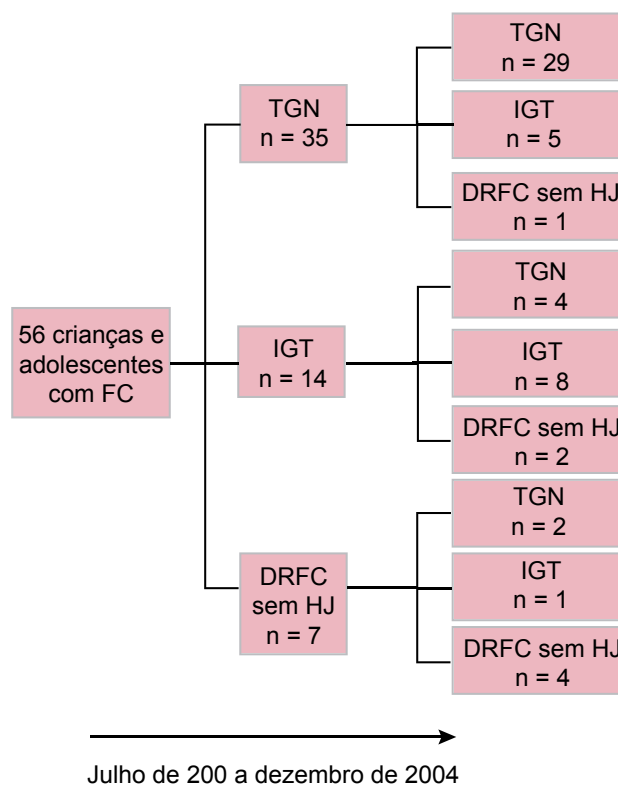 56 crianças e
adolescentes
com FC
TGN
n = 35
TGN
n = 29
IGT
n = 5
DRFC sem HJ
n = 1
IGT
n = 14
TGN
n = 4
IGT
n = 8
DRFC sem HJ
n = 2
DRFC
sem HJ
n = 7
TGN
n = 2
IGT
n = 1
DRFC sem HJ
n = 4
Julho de 200 a dezembro de 2004